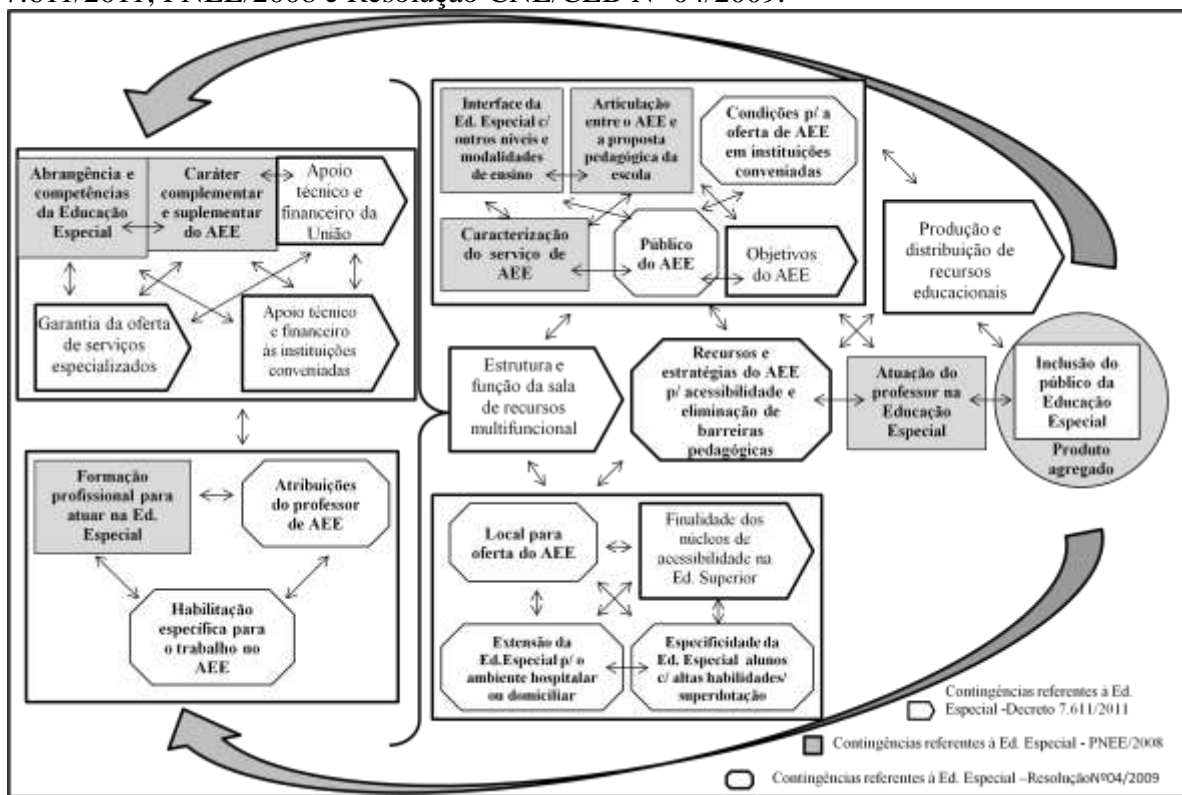 7.611/2011, PNEE/2008 e Resolução CNE/CEB Nº 04/2009.
Interface da
Ed. Especial c/
outros níveis e
modalidades
de ensino
Articulação
entre o AEE e
a proposta
pedagógica da
escola
Condições p/ a
oferta de AEE
em instituições
conveniadas
Abrangência e
competências
da Educação
Especial
Caráter
complementar
e suplementar
do AEE
Apoio
técnico e
financeiro da
União
Caracterização
do serviço de
AEE
Público
do AEE
Objetivos
do AEE
Produção e
distribuição de
recursos
educacionais
Garantia da oferta
de serviços
especializados
Apoio técnico
e financeiro
às instituições
conveniadas
Estrutura e
função da sala
de recursos
multifuncional
Recursos e
estratégias do AEE
p/ acessibilidade e
eliminação de
barreiras
pedagógicas
Atuação do
professor na
Educação
Especial
Inclusão do
público da
Educação
Especial
Produto
agregado
Formação
profissional para
atuar na Ed.
Especial
Atribuições
do professor
de AEE
Habilitação
específica para
o trabalho no
AEE
Local para
oferta do AEE
Finalidade dos
núcleos de
acessibilidade na
Ed. Superior
Extensão da
Ed.Especial p/ o
ambiente hospitalar
ou domiciliar
Especificidade da
Ed. Especial alunos
c/ altas habilidades/
superdotação
Contingências referentes à Ed.
Especial -Decreto 7.611/2011
Contingências referentes à Ed. Especial - PNEE/2008
Contingências referentes à Ed. Especial –ResoluçãoNº04/2009